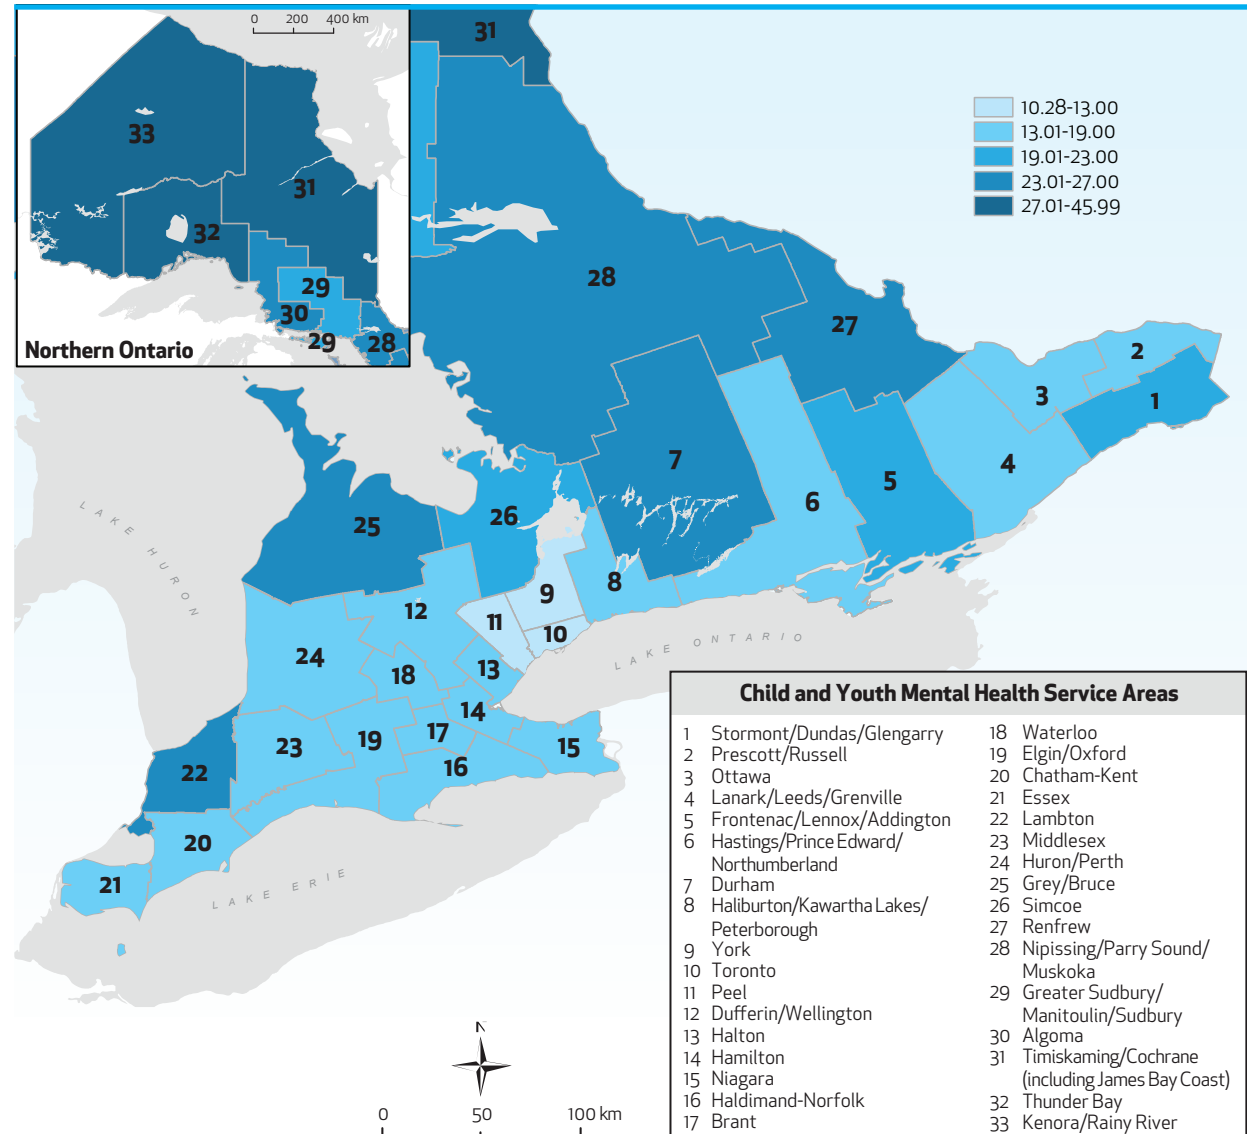 0 200 400 km
31
33
31
32
29
30
29
28
Northern Ontario
10.28-13.00
13.01-19.00
19.01-23.00
23.01-27.00
27.01-45.99
28
27
2
3
1
7
4
5
6
26
25
8
9
12
11
10
24
13
18
14
17
19
23
15
16
22
20
21
LAKE HURON
LAKE ONTARIO
LAKE ERIE
N
0 50 100 km
Child and Youth Mental Health Service Areas
1 Stormont/Dundas/Glengarry
2 Prescott/Russell
3 Ottawa
4 Lanark/Leeds/Grenville
5 Frontenac/Lennox/Addington
6 Hastings/Prince Edward/
Northumberland
7 Durham
8 Haliburton/Kawartha Lakes/
Peterborough
9 York
10 Toronto
11 Peel
12 Dufferin/Wellington
13 Halton
14 Hamilton
15 Niagara
16 Haldimand-Norfolk
17 Brant
18 Waterloo
19 Elgin/Oxford
20 Chatham-Kent
21 Essex
22 Lambton
23 Middlesex
24 Huron/Perth
25 Grey/Bruce
26 Simcoe
27 Renfrew
28 Nipissing/Parry Sound/
Muskoka
29 Greater Sudbury/
Manitoulin/Sudbury
30 Algoma
31 Timiskaming/Cochrane
(including James Bay Coast)
32 Thunder Bay
33 Kenora/Rainy River